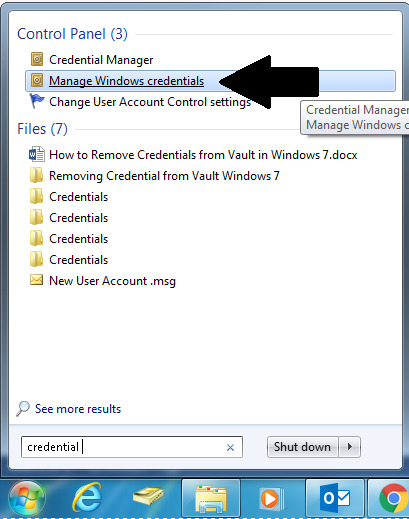 Control Panel (3)
Credential Manager
Manage Windows credentials
Change User Account Control settings
Credential Manager
Manage Windows c
Files (7)
How to Remove Credentials from Vault in Windows 7.docx
Removing Credential from Vault Windows 7
Credentials
Credentials
Credentials
Credentials
New User Account .msg
See more results
credential
Shut down